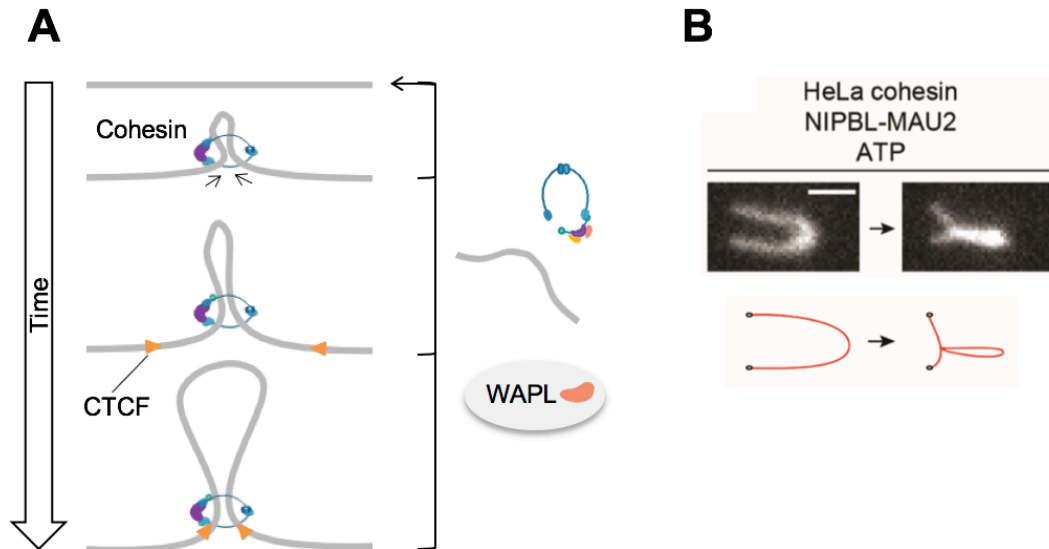 A
Cohesin
Time
CTCF
WAPL
B
HeLa cohesin
NIPBL-MAU2
ATP